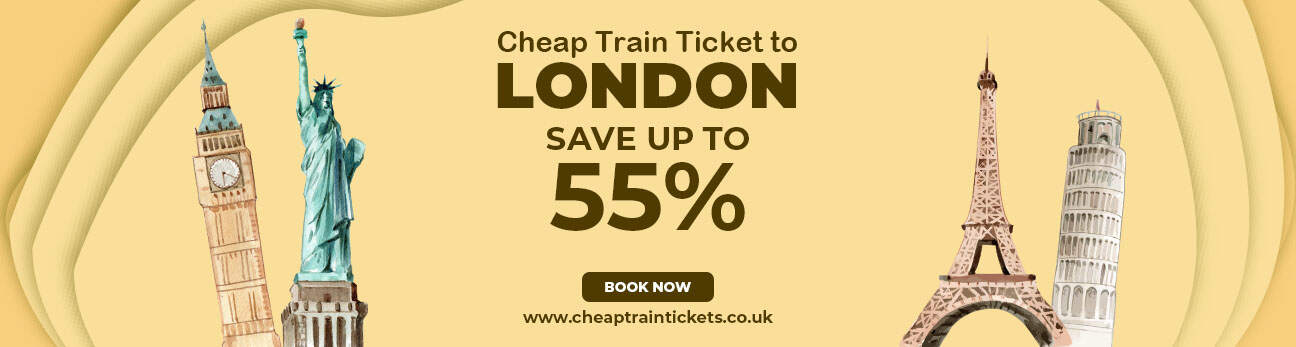 Cheap Train Ticket to
LONDON
SAVE UP TO
55%
BOOK NOW
www.cheaptraintickets.co.uk